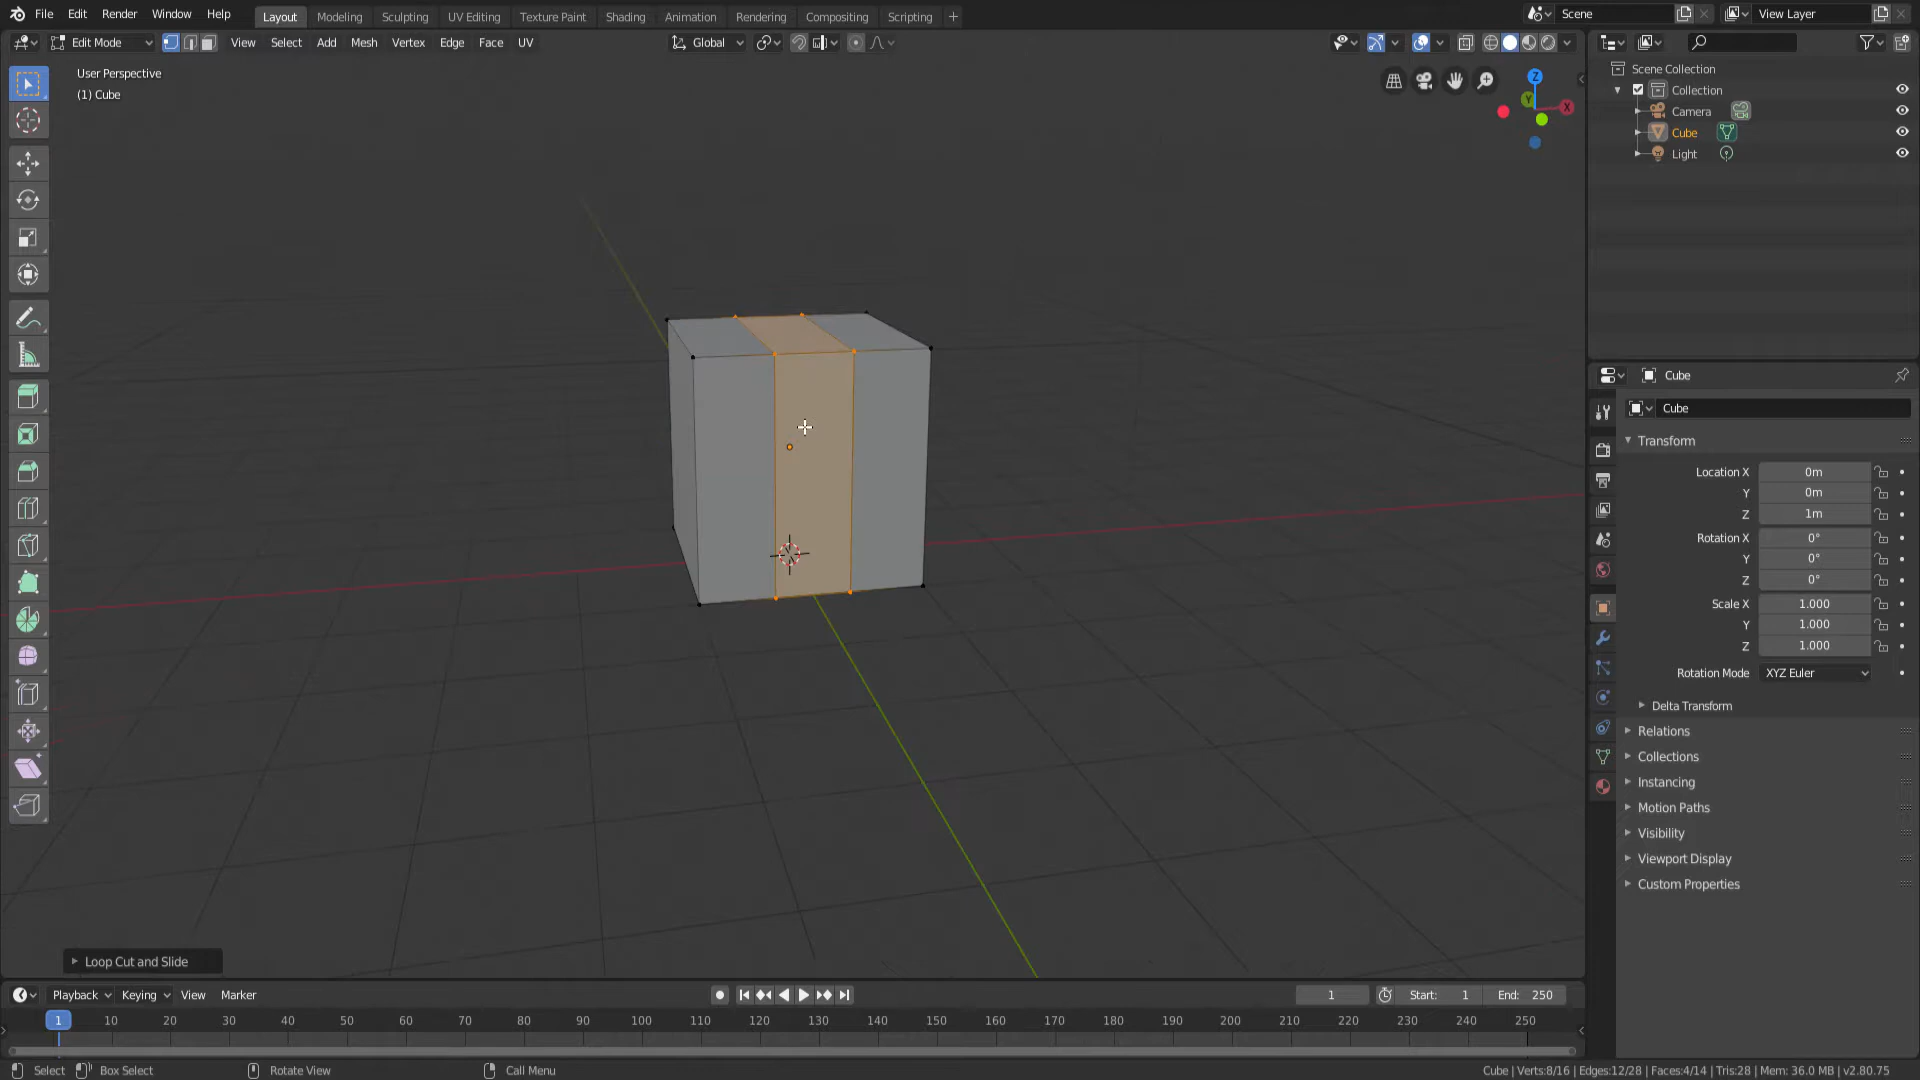 File Edit Render Window Help Layout Modeling Sculpting UV Editing Texture Paint Shading Animation Rendering Compositing Scripting + Scene View Layer
Edit Mode View Select Add Mesh Vertex Edge Face UV Global
User Perspective
(1) Cube
Z
Y
X
Scene Collection
Collection
Camera
Cube
Light
Cube
Cube
Transform
Location X 0m
Y 0m
Z 1m
Rotation X 0°
Y 0°
Z 0°
Scale X 1.000
Y 1.000
Z 1.000
Rotation Mode XYZ Euler
Delta Transform
Relations
Collections
Instancing
Motion Paths
Visibility
Viewport Display
Custom Properties
Loop Cut and Slide
Playback Keying View Marker 1 Start: 1 End: 250
1 10 20 30 40 50 60 70 80 90 100 110 120 130 140 150 160 170 180 190 200 210 220 230 240 250
Select Box Select Rotate View Call Menu Cube | Verts:8/16 | Edges:12/28 | Faces:4/14 | Tris:28 | Mem: 36.0 MB | v2.80.75